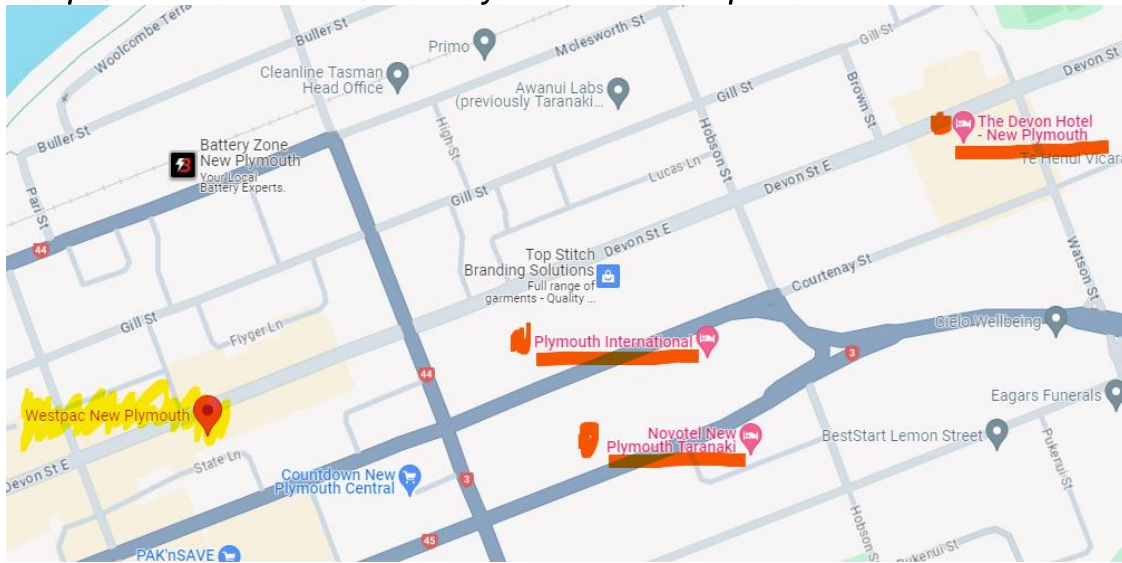 Woolcombe Terra
Buller St
Primo
Molesworth St
Gill St
Devon St
Cleanline Tasman
Head Office
Awanui Labs
(previously Taranaki...
Gill St
Brown St
The Devon Hotel
- New Plymouth
Te Henui Vicara
Buller St
Battery Zone
New Plymouth
Your Local
Battery Experts.
High St
Hobson St
Lucas Ln
Devon St E
Pari St
44
Gill St
Devon St E
Watson St
Top Stitch
Branding Solutions
Full range of
garments - Quality ...
Courtenay St
Gill St
Flyger Ln
Plymouth International
Cielo Wellbeing
3
44
Westpac New Plymouth
Eagars Funerals
Novotel New
Plymouth Taranaki
BestStart Lemon Street
Pukenui St
Devon St E
State Ln
Countdown New
Plymouth Central
3
45
Hobson S
Pukenui St
PAK'nSAVE